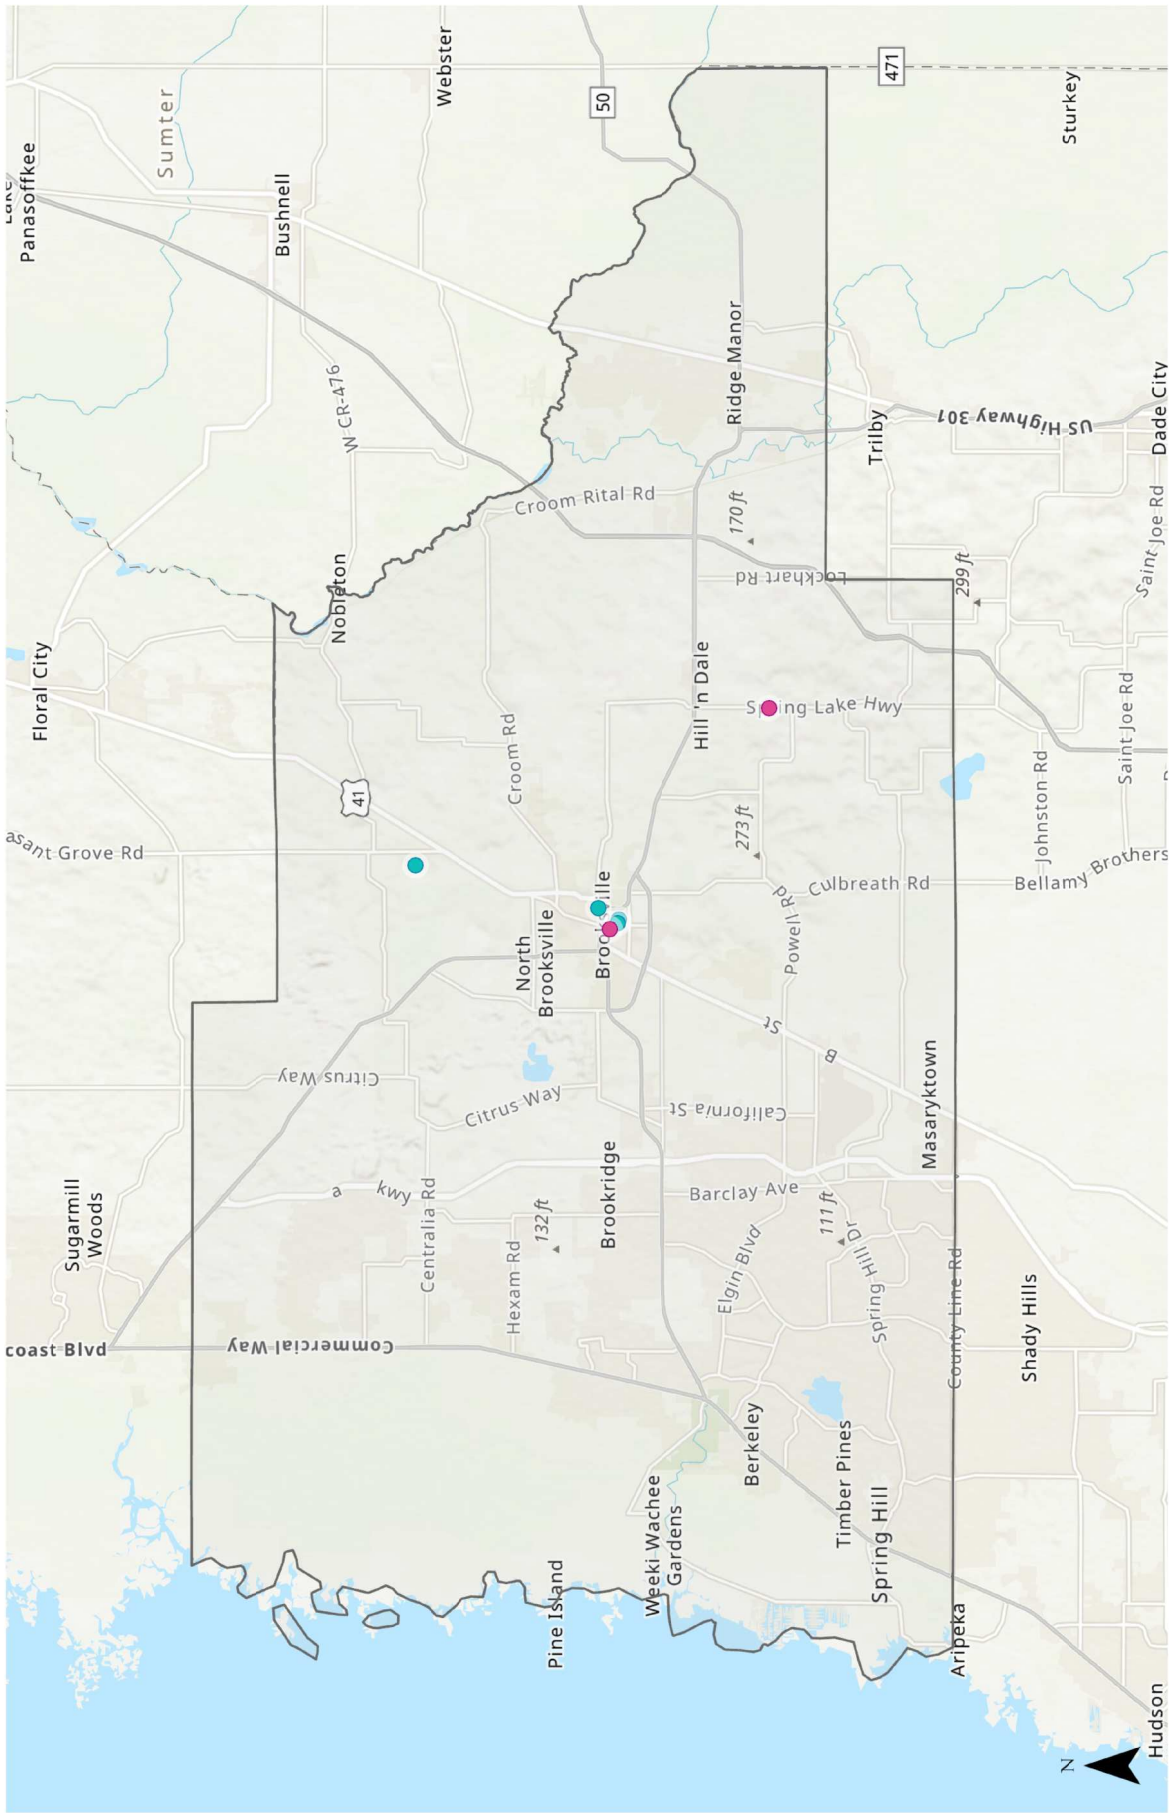 coast Blvd
asant Grove Rd
Lake
Panasoffkee
Floral City
Sugarmill
Woods
Sumter
Bushnell
Commercial Way
Citrus Way
Nobleton
W CR-476
41
a
kwy
Centralia Rd
Webster
Hexam Rd
132 ft
Citrus Way
North
Brooksville
Croom Rd
Croom Rital Rd
Pine Island
Brookridge
Brooksville
50
Weeki Wachee
Gardens
California St
Hill 'n Dale
Barclay Ave
Elgin Blvd
Berkeley
273 ft
170 ft
Ridge Manor
Lockhart Rd
Spring Lake Hwy
St
B
Powell Rd
Culbreath Rd
111 ft
Timber Pines
Spring Hill Dr
Spring Hill
Trilby
471
Masaryktown
Aripeka
County Line Rd
299 ft
US Highway 301
Shady Hills
Johnston Rd
Bellamy Brothers
Sturkey
N
Saint Joe Rd
Saint Joe Rd
Hudson
Dade City